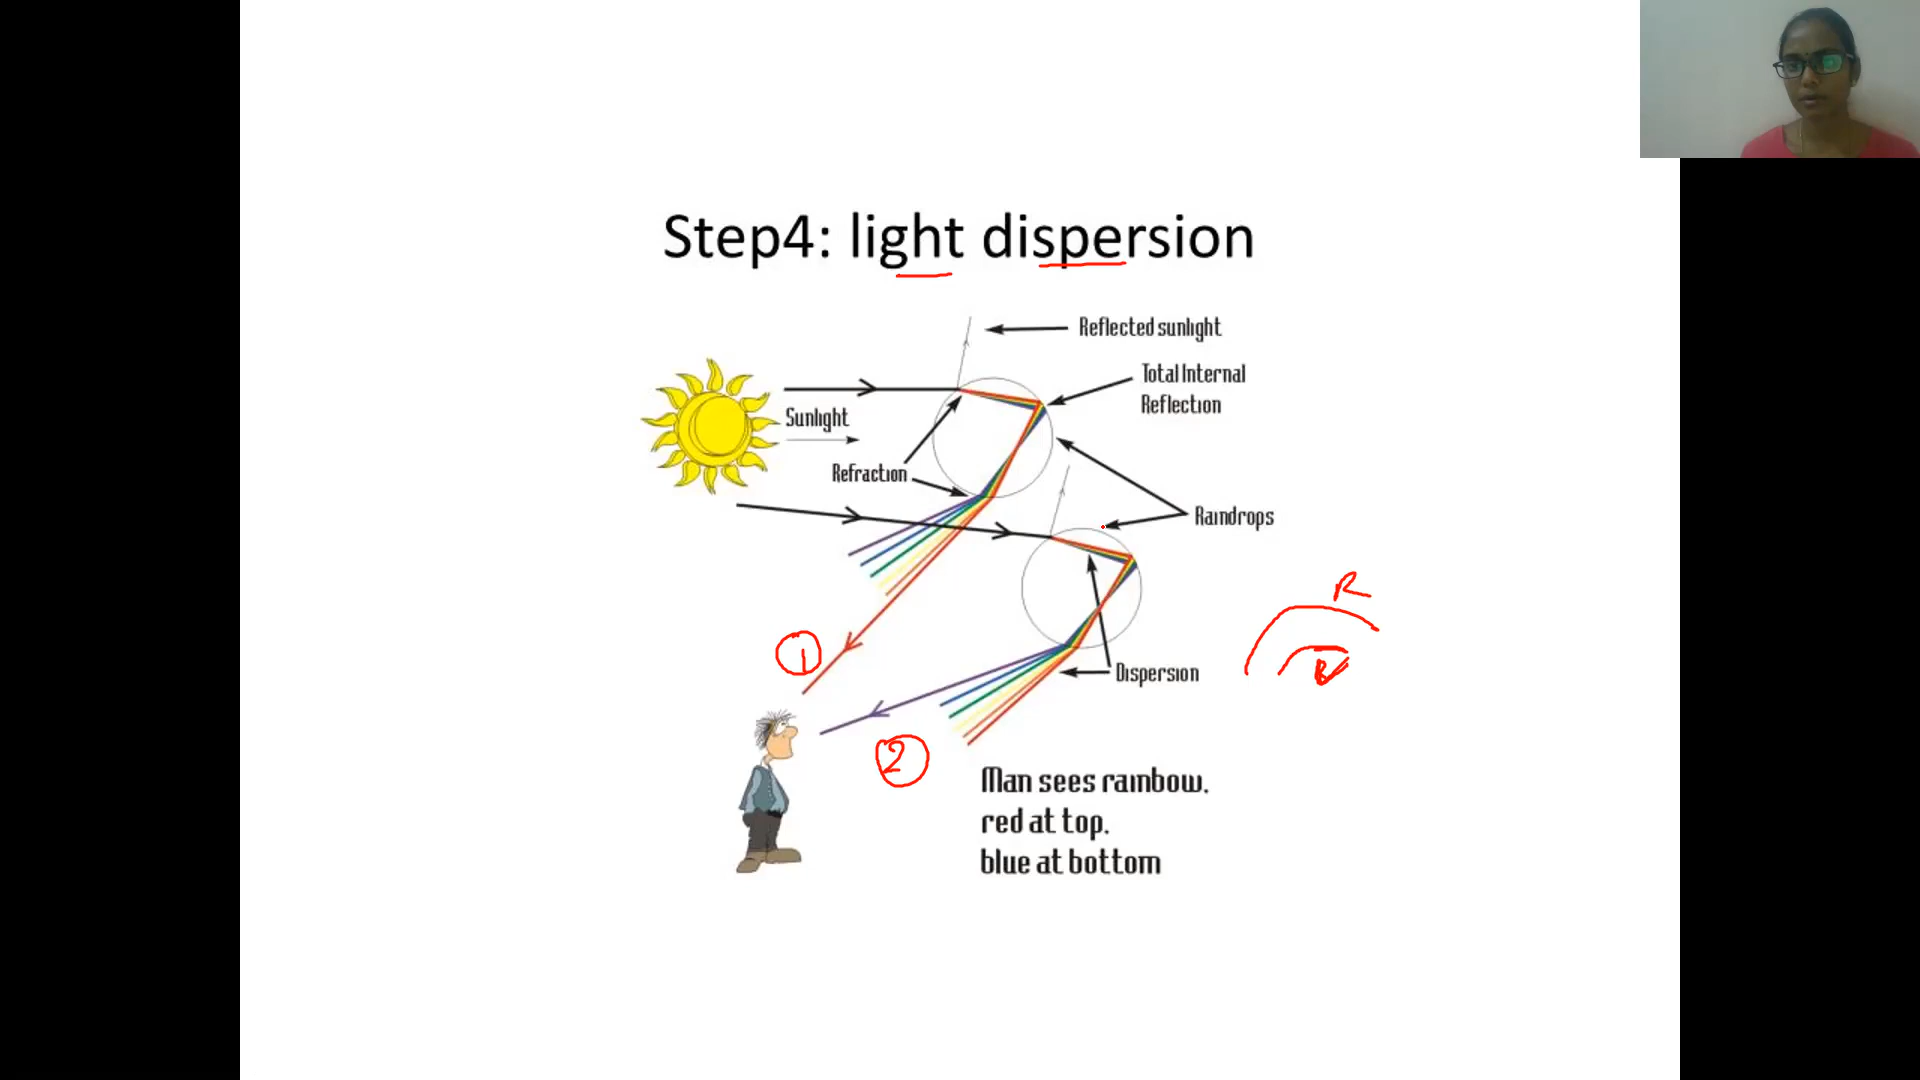 Step4: light dispersion
Reflected sunlight
Total Internal
Reflection
Sunlight
Refraction
Raindrops
R
1
Dispersion
2
Man sees rainbow.
red at top.
blue at bottom